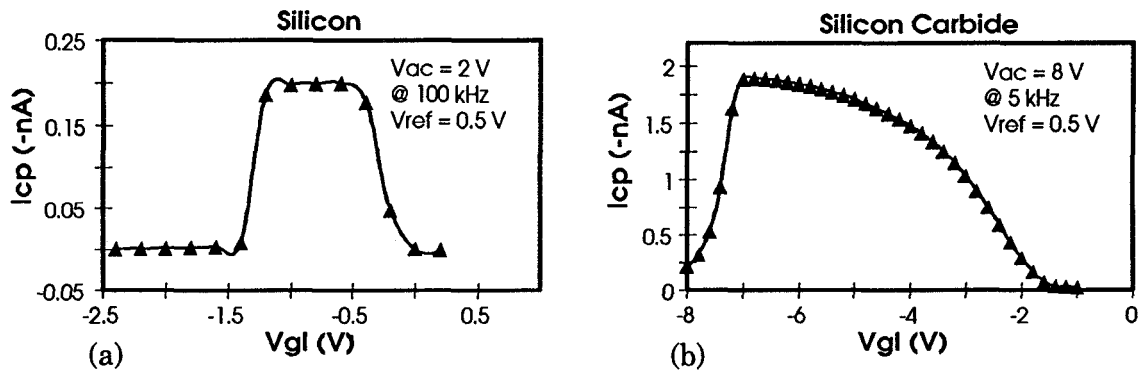 Silicon
0.25
0.15
0.05
-0.05
Icp (-nA)
Vac = 2 V
@ 100 kHz
Vref = 0.5 V
-2.5
-1.5
-0.5
0.5
Vgl (V)
(a)
Silicon Carbide
2
1.5
1
0.5
0
Icp (-nA)
Vac = 8 V
@ 5 kHz
Vref = 0.5 V
-8
-6
-4
-2
0
Vgl (V)
(b)